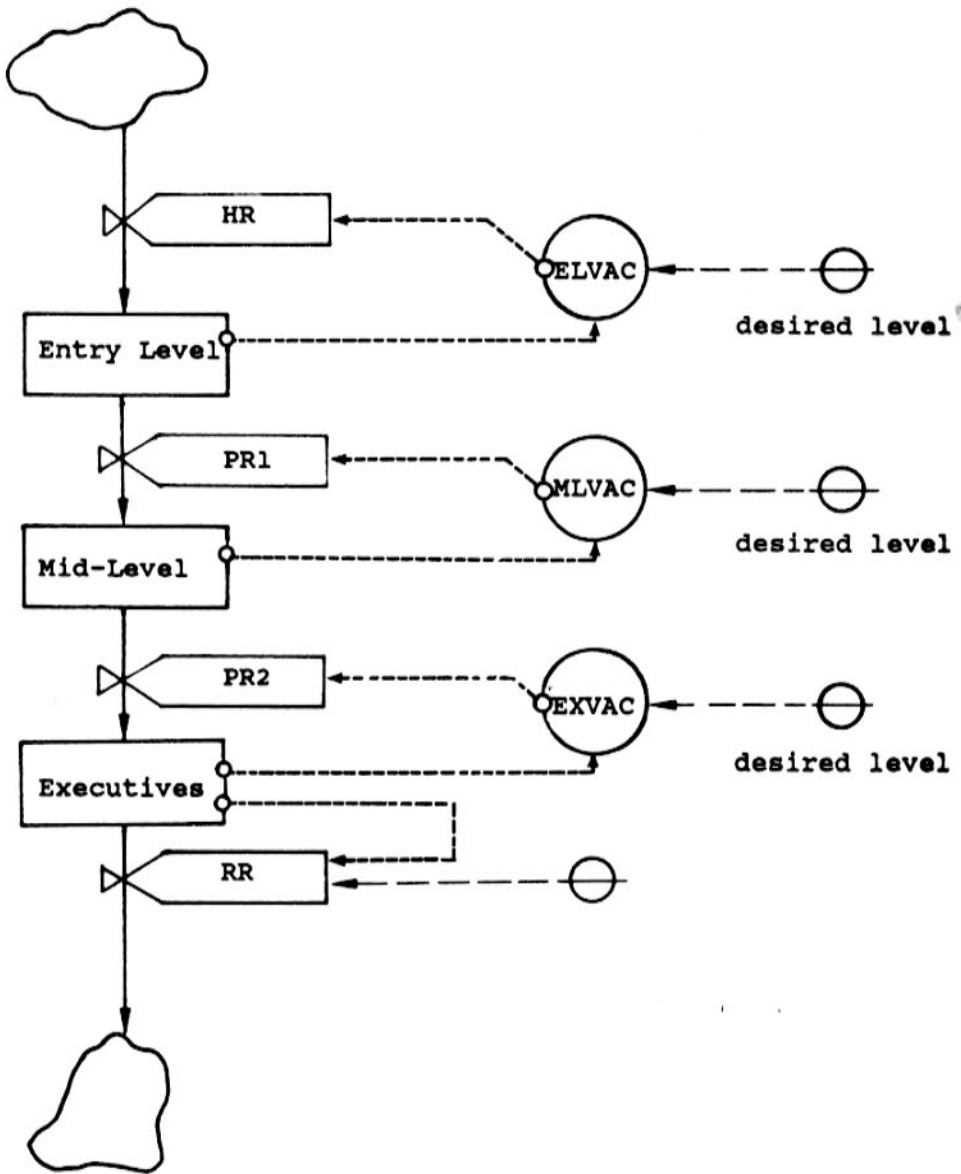 HR
ELVAC
desired level
Entry Level
PR1
MLVAC
desired level
Mid-Level
PR2
EXVAC
desired level
Executives
RR